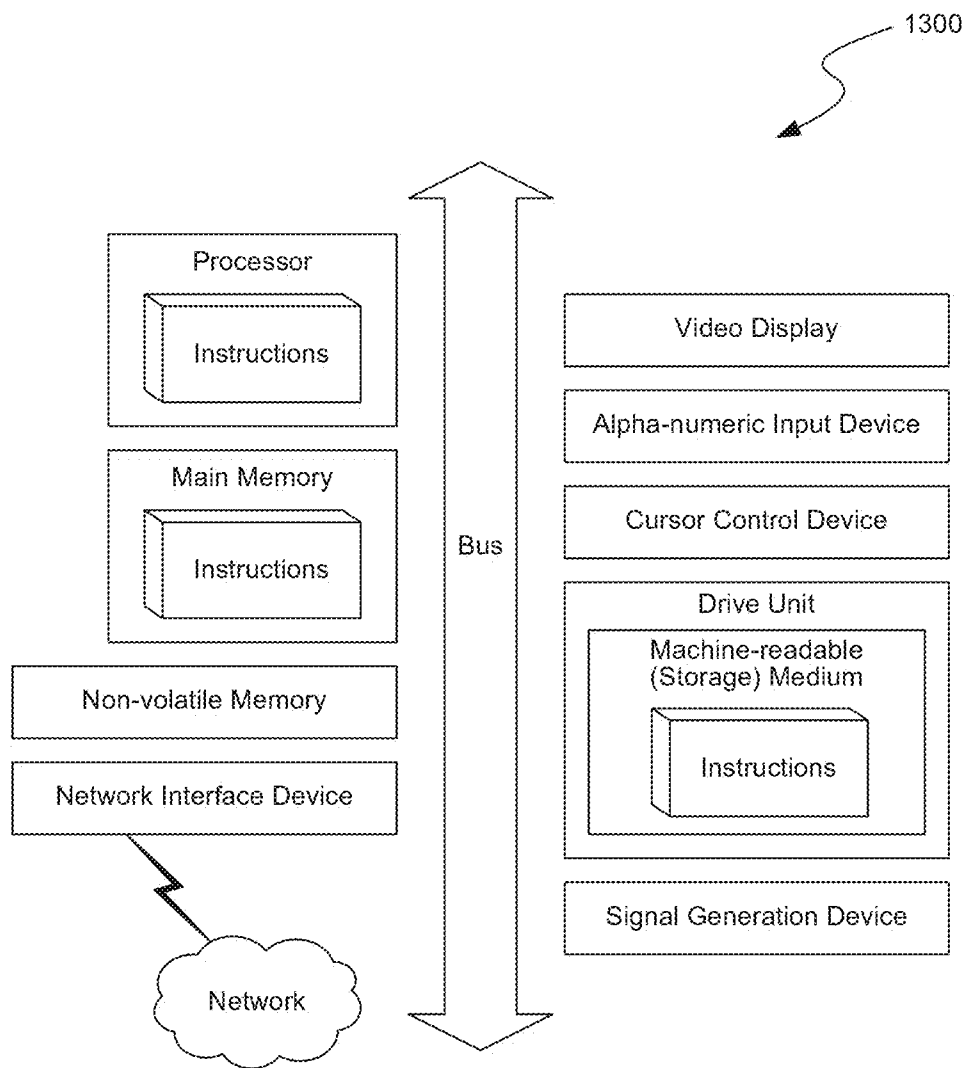 1300
Processor
Instructions
Main Memory
Instructions
Non-volatile Memory
Network Interface Device
Network
Bus
Video Display
Alpha-numeric Input Device
Cursor Control Device
Drive Unit
Machine-readable
(Storage) Medium
Instructions
Signal Generation Device